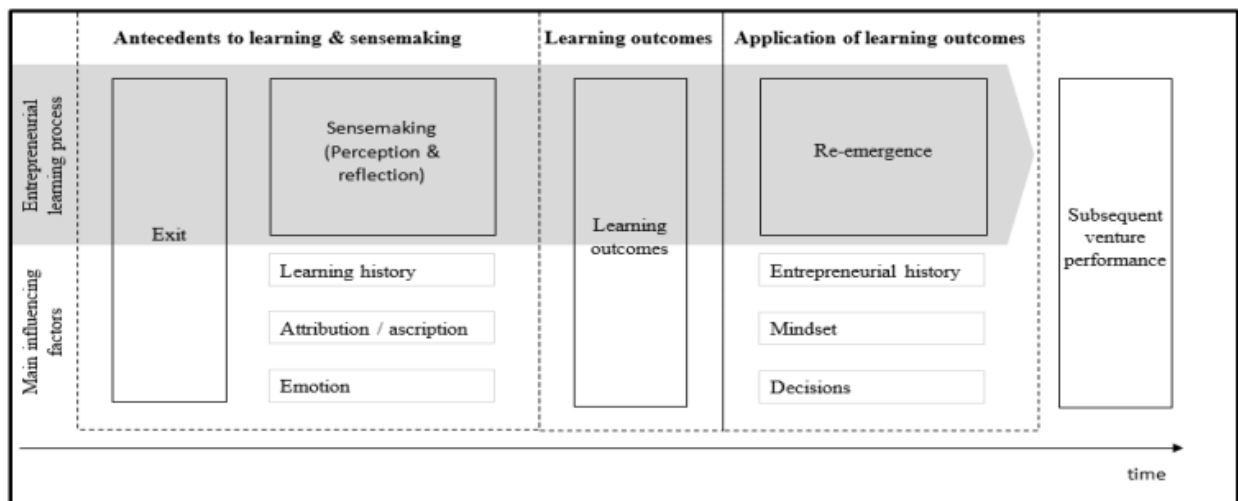 Antecedents to learning & sensemaking
Learning outcomes
Application of learning outcomes
Entrepreneurial
learning process
Exit
Sensemaking
(Perception &
reflection)
Learning
outcomes
Re-emergence
Subsequent
venture
performance
Main influencing
factors
Learning history
Attribution / ascription
Emotion
Entrepreneurial history
Mindset
Decisions
time